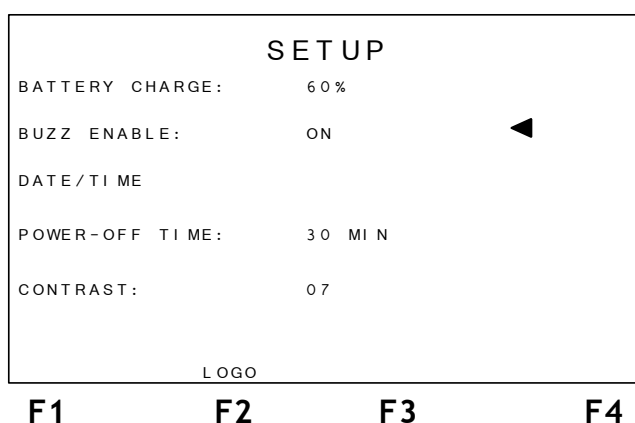 SETUP
BATTERY CHARGE: 60%
BUZZ ENABLE: ON
DATE/TIME
POWER-OFF TIME: 30 MIN
CONTRAST: 07
LOGO
F1 F2 F3 F4